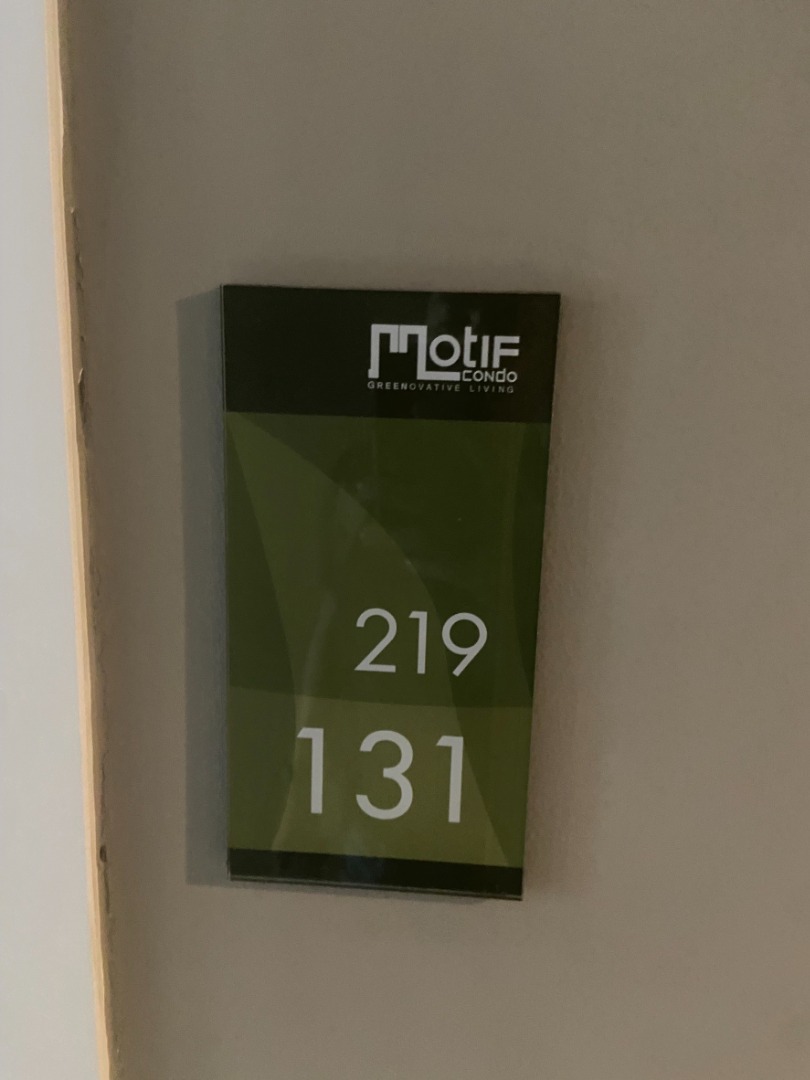 Motif
condo
GREENOVATIVE LIVING
219
131